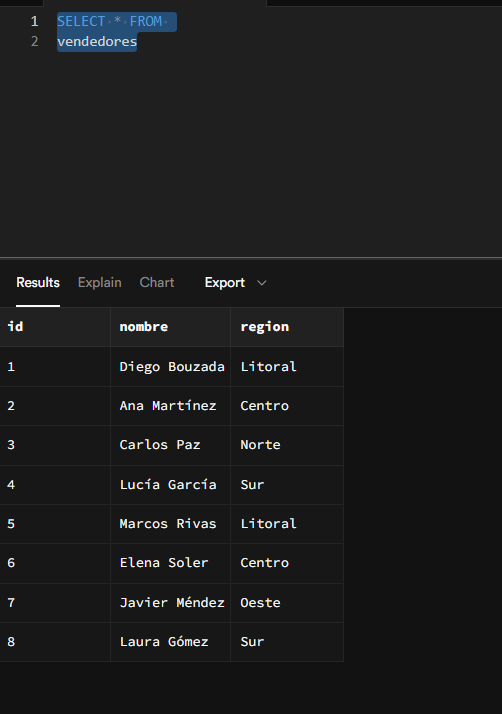 1 SELECT * FROM
2 vendedores
Results Explain Chart Export
id nombre region
1 Diego Bouzada Litoral
2 Ana Martínez Centro
3 Carlos Paz Norte
4 Lucía García Sur
5 Marcos Rivas Litoral
6 Elena Soler Centro
7 Javier Méndez Oeste
8 Laura Gómez Sur